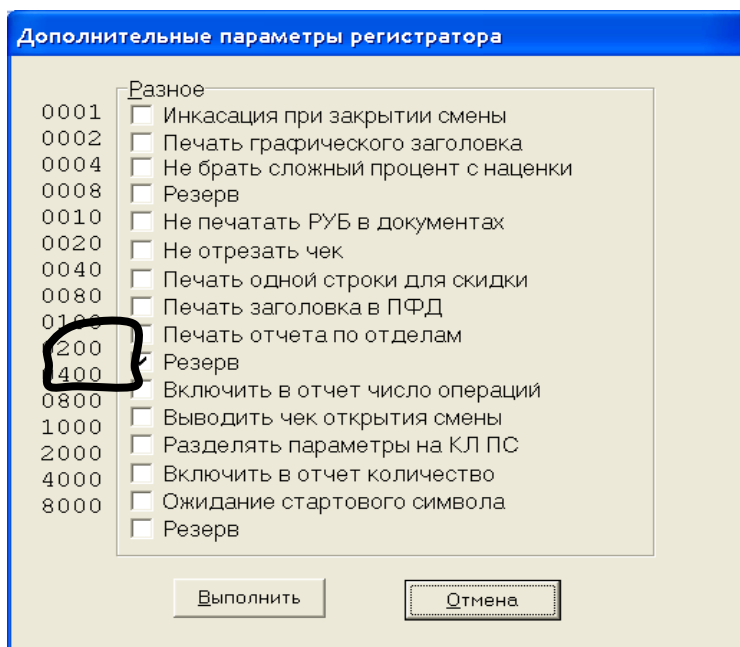 Дополнительные параметры регистратора
Разное
0001 Инкасация при закрытии смены
0002 Печать графического заголовка
0004 Не брать сложный процент с наценки
0008 Резерв
0010 Не печатать РУБ в документах
0020 Не отрезать чек
0040 Печать одной строки для скидки
0080 Печать заголовка в ПФД
0100 Печать отчета по отделам
0200 Резерв
0400 Включить в отчет число операций
0800 Выводить чек открытия смены
1000 Разделять параметры на КЛ ПС
2000 Включить в отчет количество
4000 Ожидание стартового символа
8000 Резерв
Выполнить Отмена